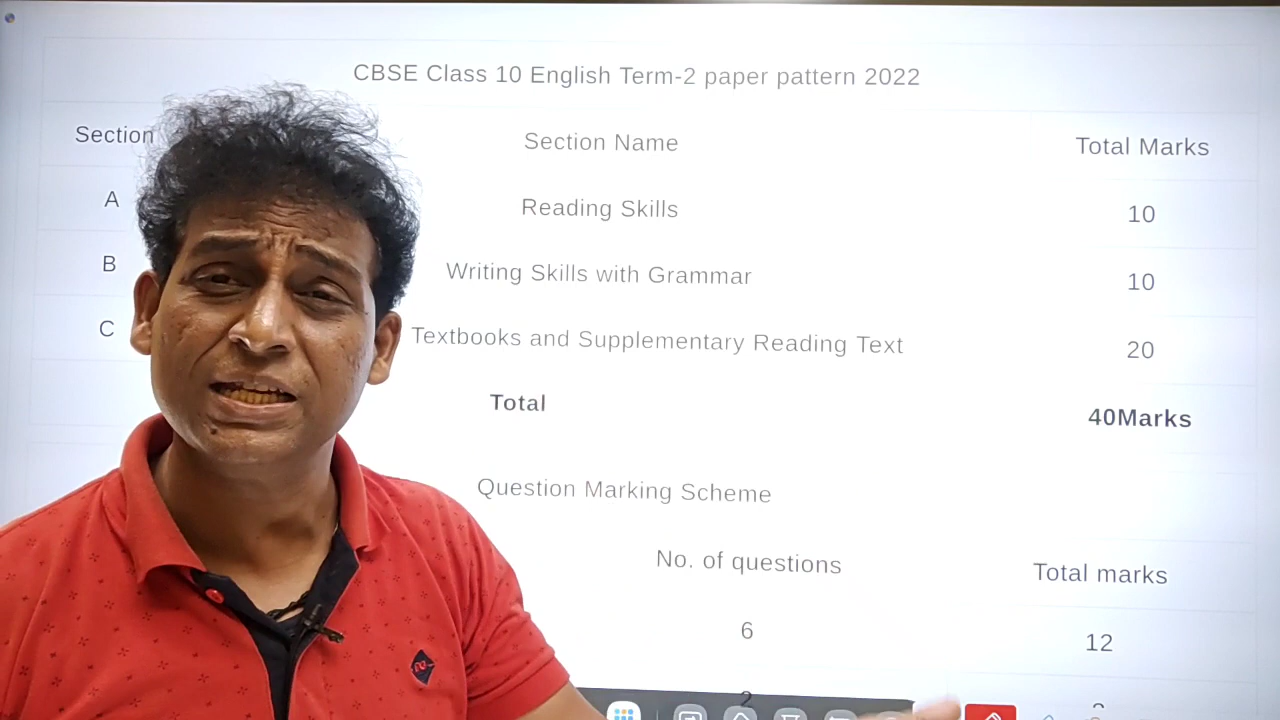 CBSE Class 10 English Term-2 paper pattern 2022
Section Section Name Total Marks
A Reading Skills 10
B Writing Skills with Grammar 10
C Textbooks and Supplementary Reading Text 20
Total 40Marks
Question Marking Scheme
No. of questions Total marks
6 12
2